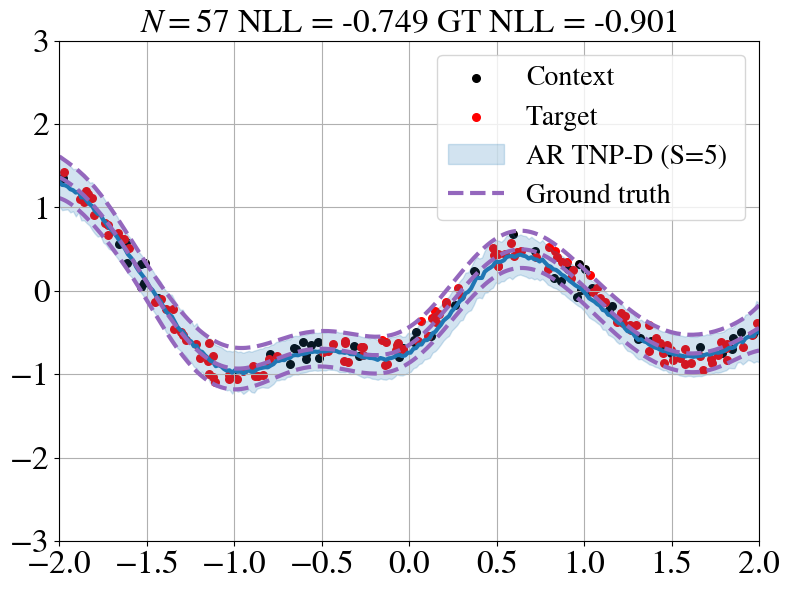 N = 57 NLL = -0.749 GT NLL = -0.901
3
2
1
0
−1
−2
−3
Context
Target
AR TNP-D (S=5)
Ground truth
−2.0 −1.5 −1.0 −0.5 0.0 0.5 1.0 1.5 2.0